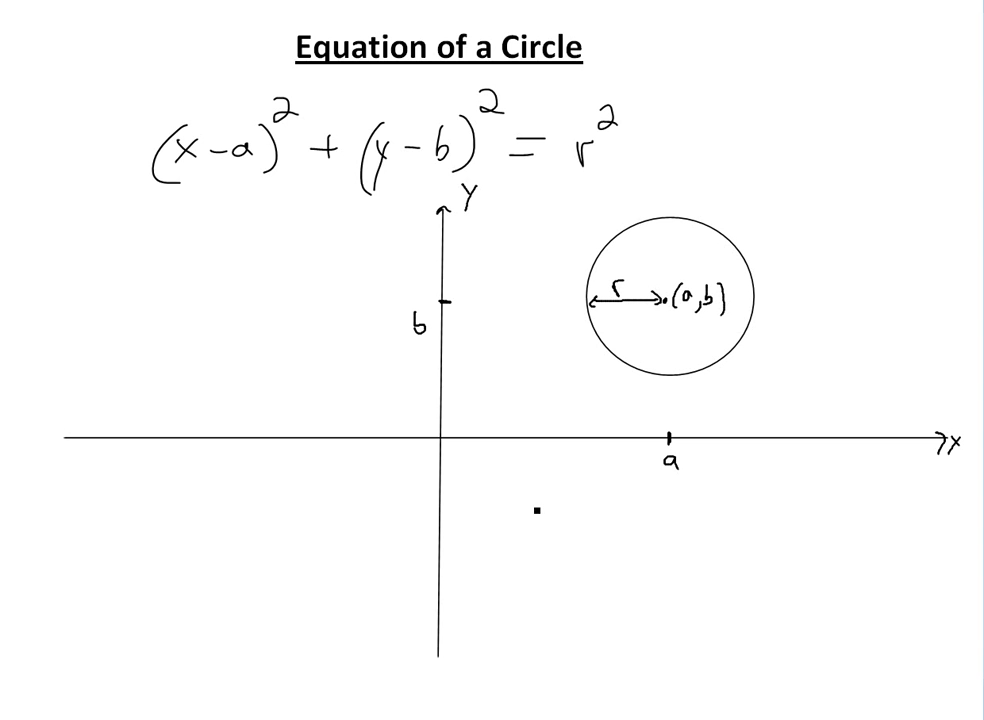 Equation of a Circle
(x-a)² + (y-b)² = r²
y
r (a,b)
b
x
a